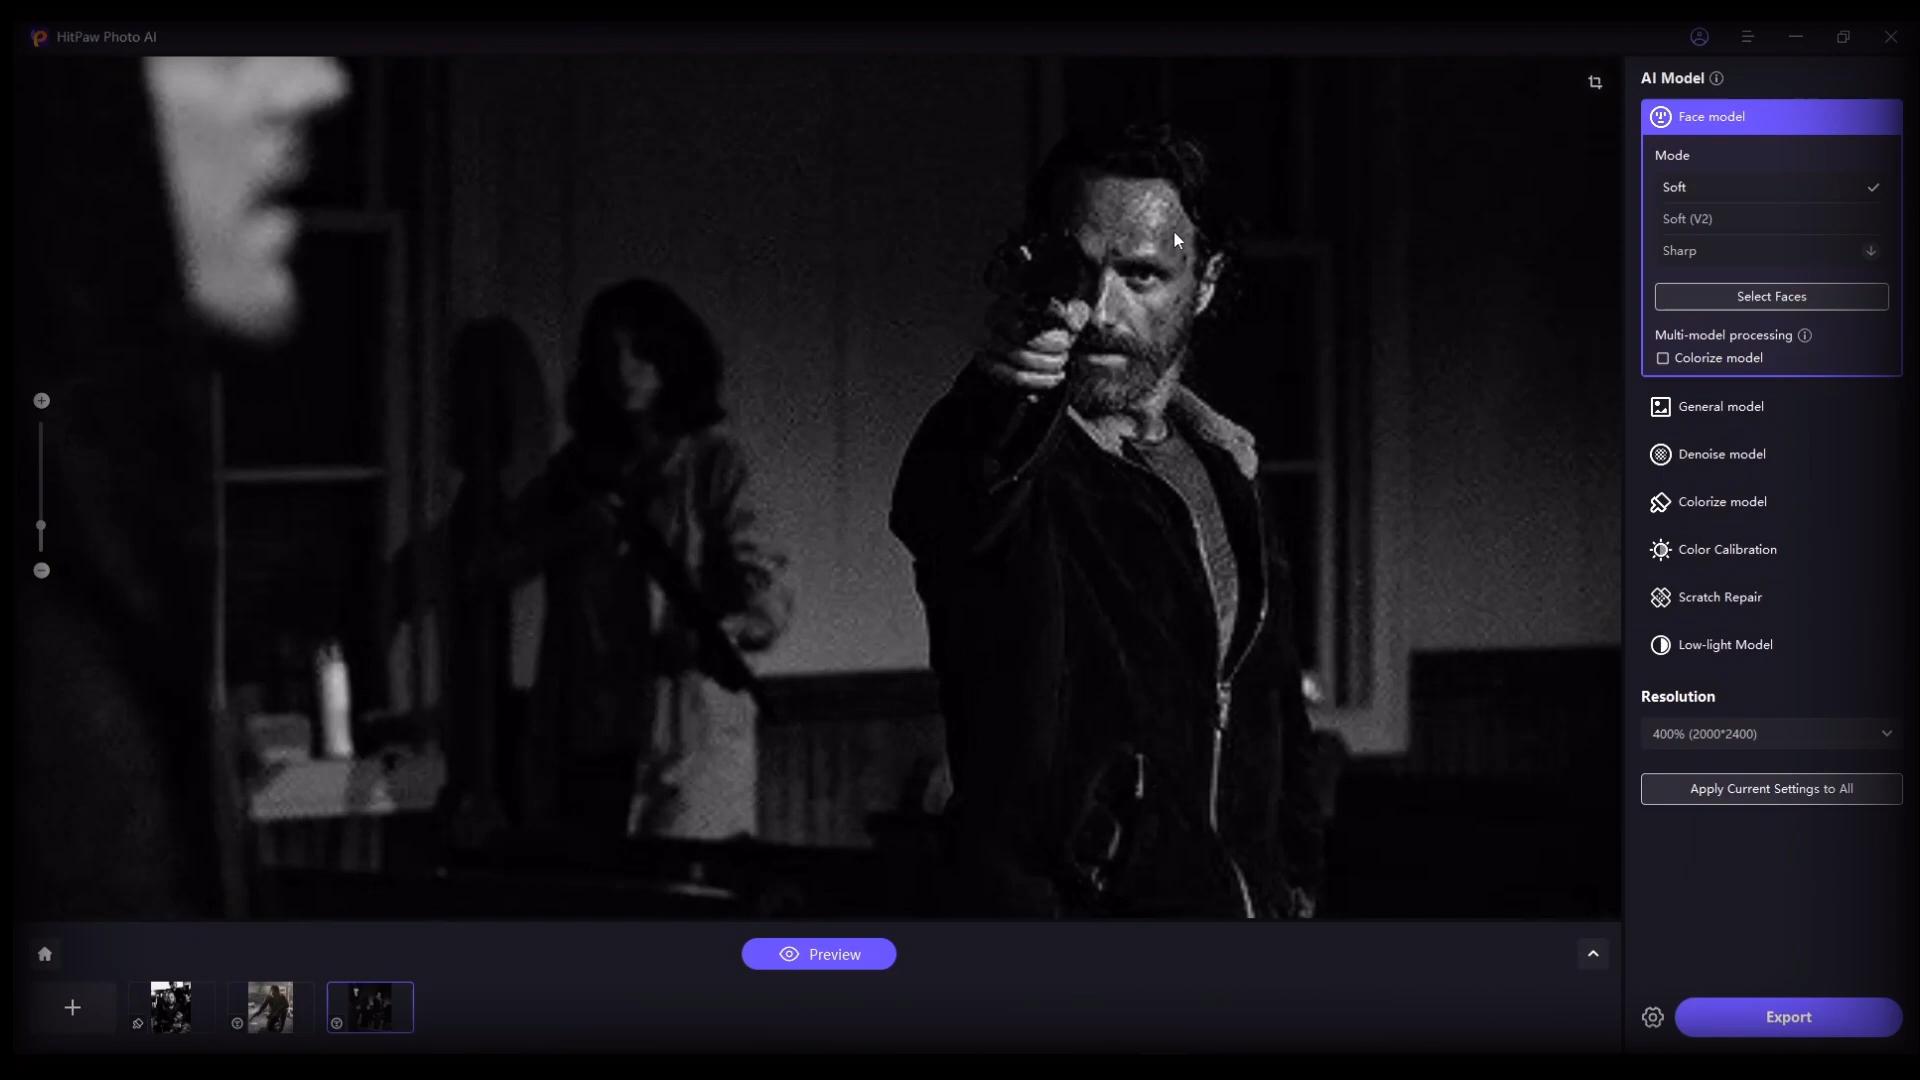 HitPaw Photo AI
AI Model
Face model
Mode
Soft
Soft (V2)
Sharp
Select Faces
Multi-model processing
Colorize model
General model
Denoise model
Colorize model
Color Calibration
Scratch Repair
Low-light Model
Resolution
400% (2000*2400)
Apply Current Settings to All
Preview
Export